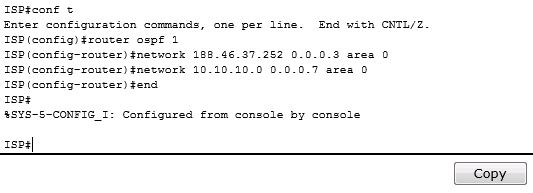 ISP#conf t
Enter configuration commands, one per line.  End with CNTL/Z.
ISP(config)#router ospf 1
ISP(config-router)#network 188.46.37.252 0.0.0.3 area 0
ISP(config-router)#network 10.10.10.0 0.0.0.7 area 0
ISP(config-router)#end
ISP#
%SYS-5-CONFIG_I: Configured from console by console
ISP#
Copy